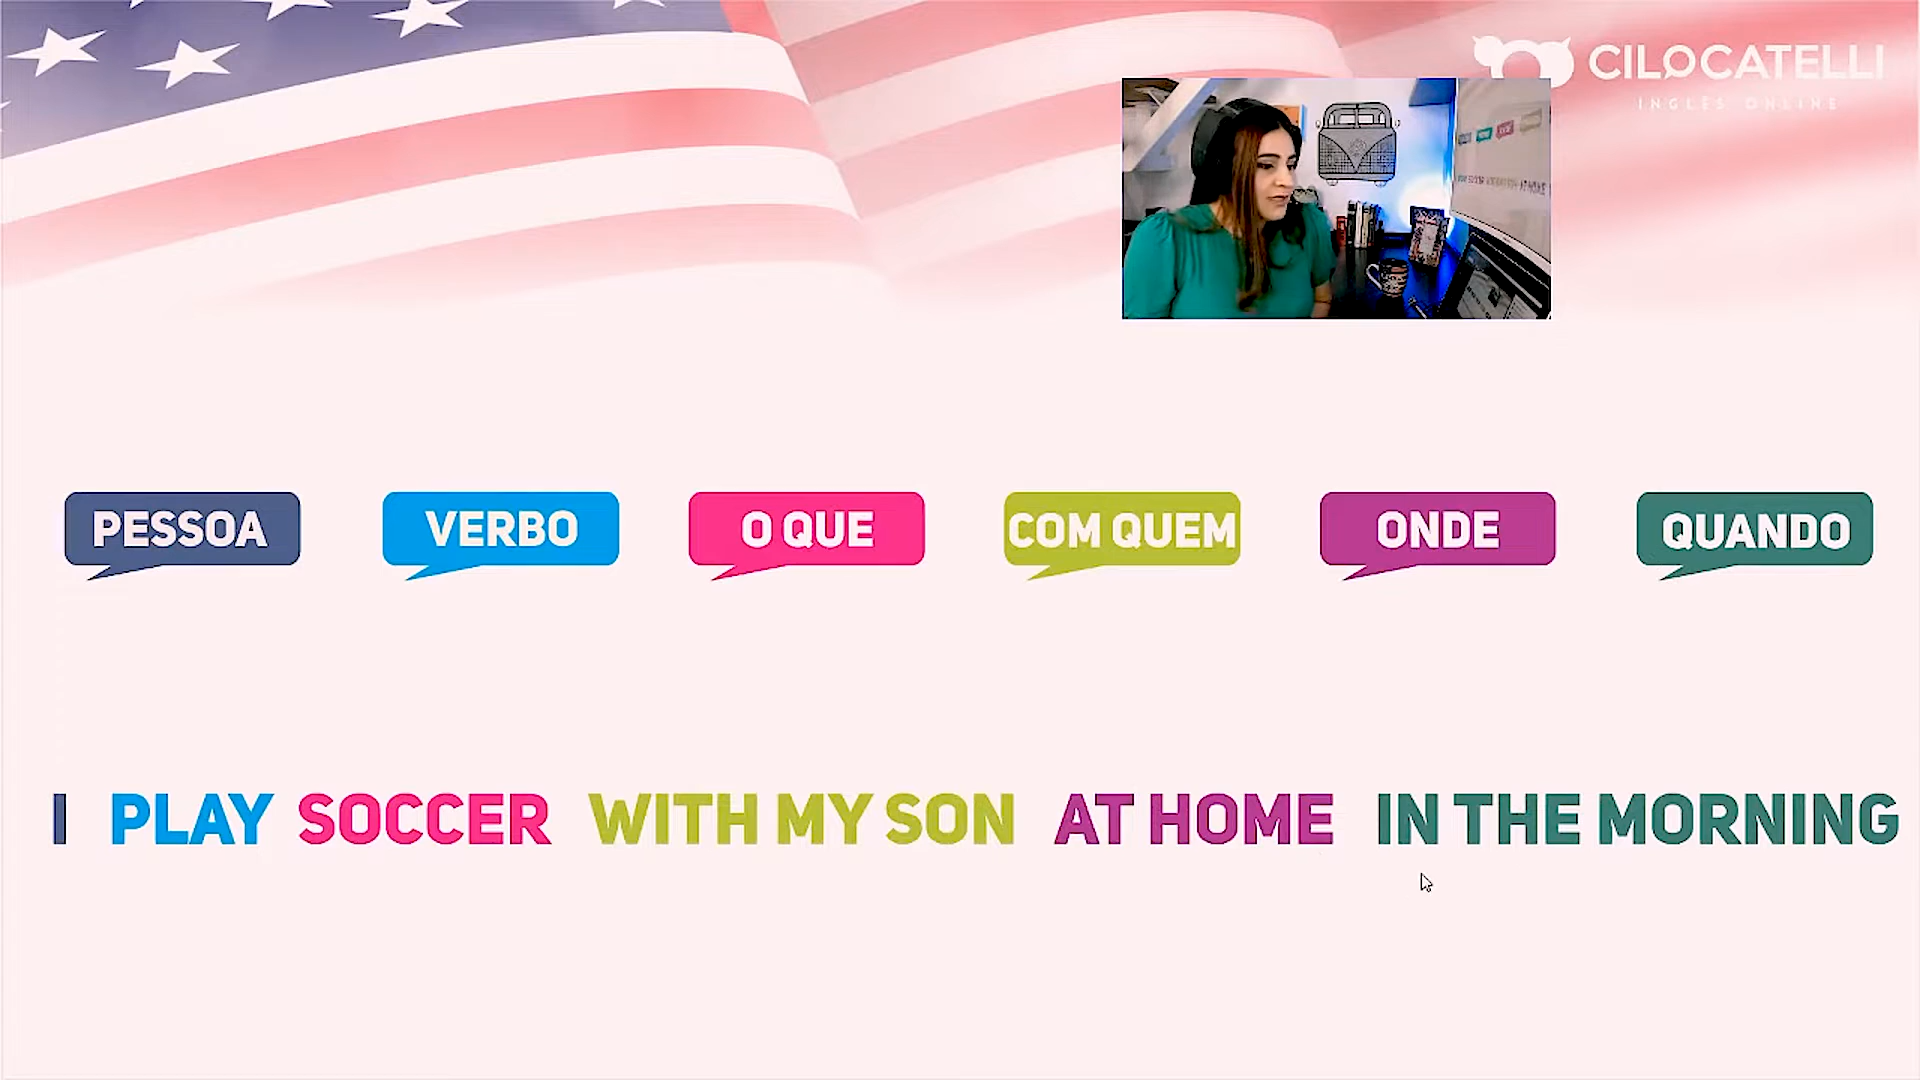 CILOCATELLI
INGLÊS ONLINE
PESSOA VERBO O QUE COM QUEM ONDE QUANDO
I PLAY SOCCER WITH MY SON AT HOME IN THE MORNING